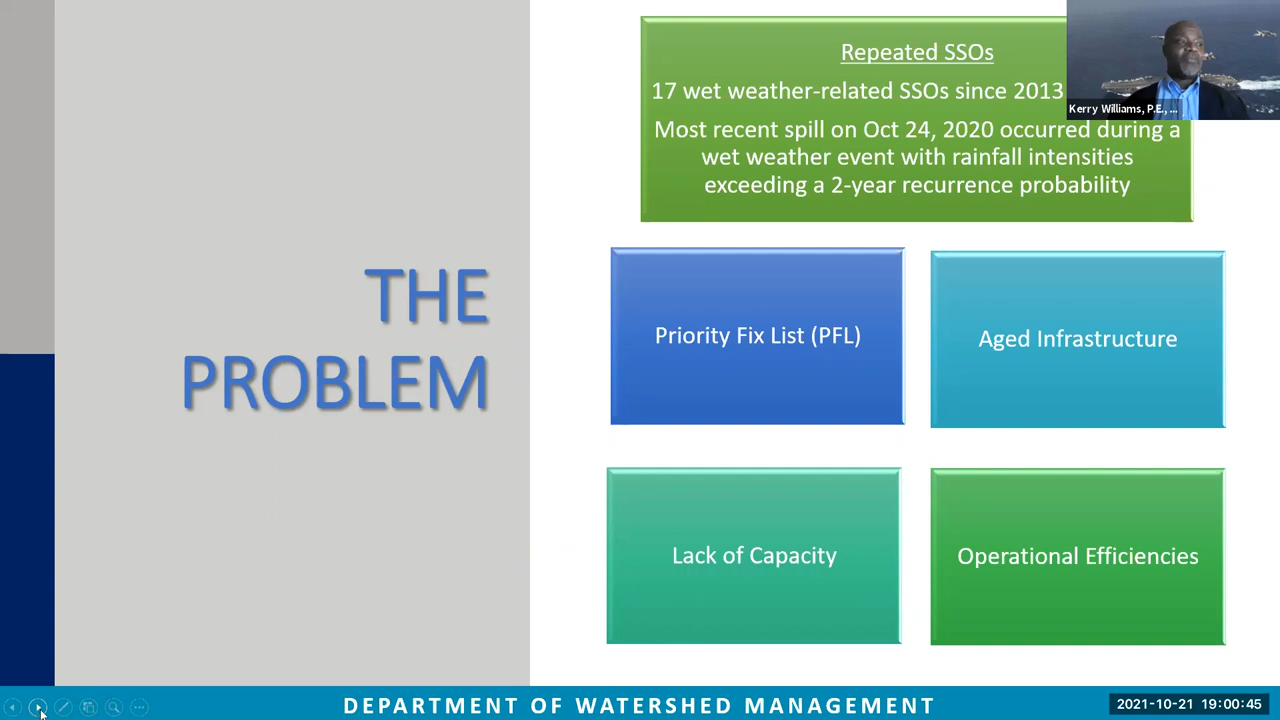 THE
PROBLEM
Repeated SSOs
17 wet weather-related SSOs since 2013
Most recent spill on Oct 24, 2020 occurred during a
wet weather event with rainfall intensities
exceeding a 2-year recurrence probability
Kerry Williams, P.E., ...
Priority Fix List (PFL)
Aged Infrastructure
Lack of Capacity
Operational Efficiencies
DEPARTMENT OF WATERSHED MANAGEMENT
2021-10-21 19:00:45